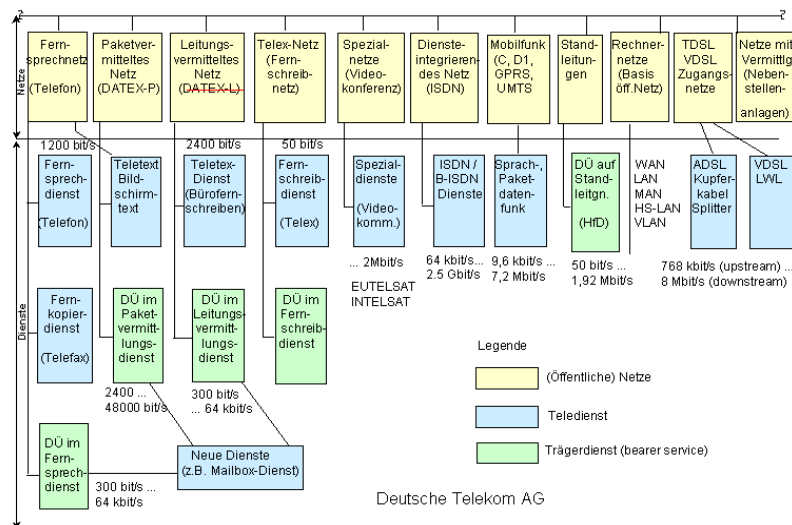 Netze
Fern-
sprechnetz
(Telefon)
Paketver-
mitteltes
Netz
(DATEX-P)
Leitungs-
vermitteltes
Netz
(DATEX-L)
Telex-Netz
(Fern-
schreib-
netz)
Spezial-
netze
(Video-
konferenz)
Dienste-
integrieren
des Netz
(ISDN)
Mobilfunk
(C, D1,
GPRS,
UMTS
Stand-
leitungen
Rechner-
netze
(Basis
öff.Netz)
TDSL
VDSL
Zugangs-
netze
Netze mit
Vermittlg
(Neben-
stellen-
anlagen)
Dienste
1200 bit/s
2400 bit/s
50 bit/s
Fern-
sprech-
dienst
(Telefon)
Teletext
Bild-
schirm-
text
Teletex-
Dienst
(Bürofern-
schreiben)
Fern-
schreib-
dienst
(Telex)
Spezial-
dienste
(Video-
komm.)
ISDN /
B-ISDN
Dienste
Sprach-,
Paket-
daten-
funk
DÜ auf
Stand-
leitgn.
(HfD)
WAN
LAN
MAN
HS-LAN
VLAN
ADSL
Kupfer-
kabel
Splitter
VDSL
LWL
... 2Mbit/s
EUTELSAT
INTELSAT
64 kbit/s...
2.5 Gbit/s
9,6 kbit/s ...
7,2 Mbit/s
50 bit/s ...
1,92 Mbit/s
768 kbit/s (upstream) ...
8 Mbit/s (downstream)
Fern-
kopier-
dienst
(Telefax)
DÜ im
Paket-
vermitt-
lungs-
dienst
DÜ im
Leitungs-
vermitt-
lungs-
dienst
DÜ im
Fern-
schreib-
dienst
2400 ...
48000 bit/s
300 bit/s
... 64 kbit/s
DÜ im
Fern-
sprech-
dienst
300 bit/s ...
64 kbit/s
Neue Dienste
(z.B. Mailbox-Dienst)
Legende
(Öffentliche) Netze
Teledienst
Trägerdienst (bearer service)
Deutsche Telekom AG